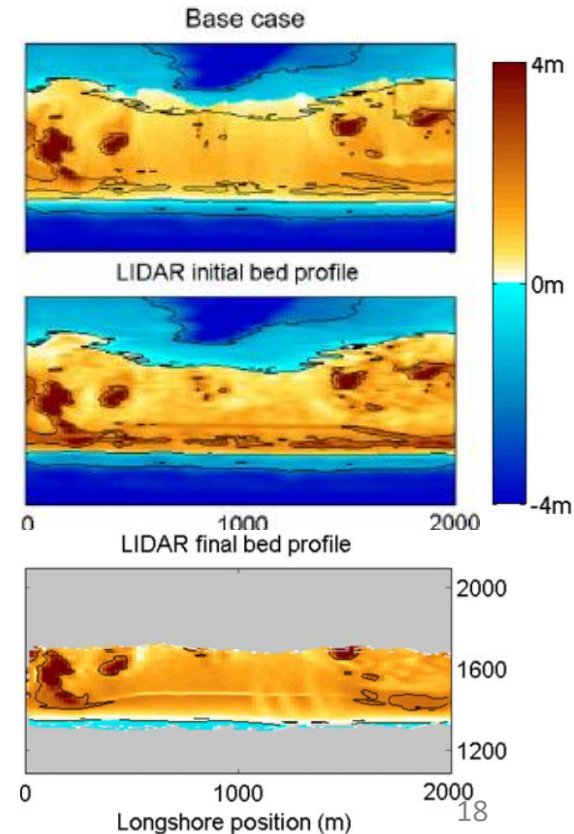 Base case
4m
0m
-4m
LIDAR initial bed profile
0 1000 2000
LIDAR final bed profile
2000
1600
1200
0 1000 2000
Longshore position (m)
18